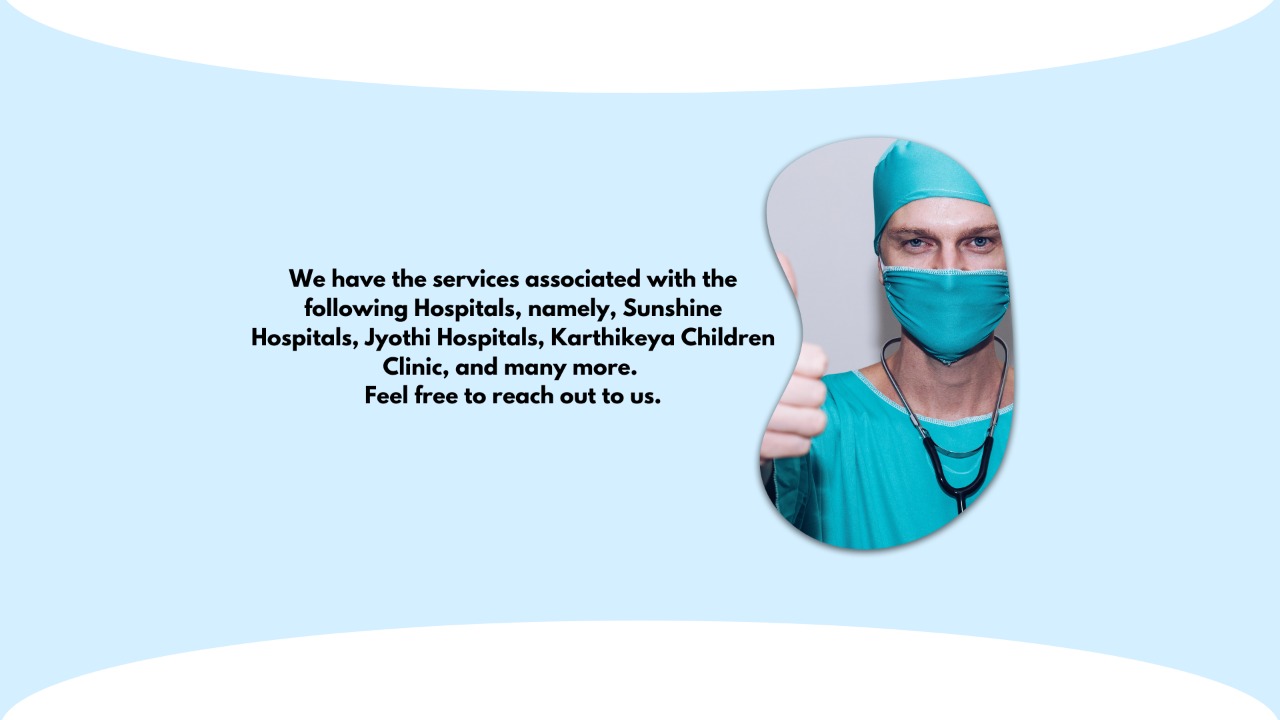 We have the services associated with the
following Hospitals, namely, Sunshine
Hospitals, Jyothi Hospitals, Karthikeya Children
Clinic, and many more.
Feel free to reach out to us.